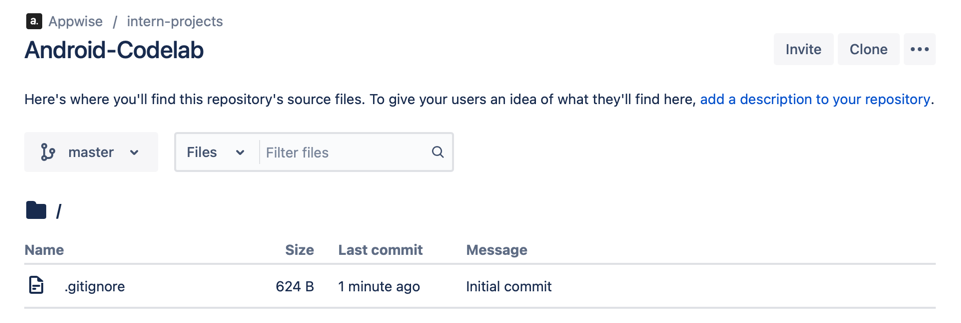 a. Appwise / intern-projects
Android-Codelab
Invite Clone •••
Here's where you'll find this repository's source files. To give your users an idea of what they'll find here, add a description to your repository.
master Files Filter files
/
Name Size Last commit Message
.gitignore 624 B 1 minute ago Initial commit